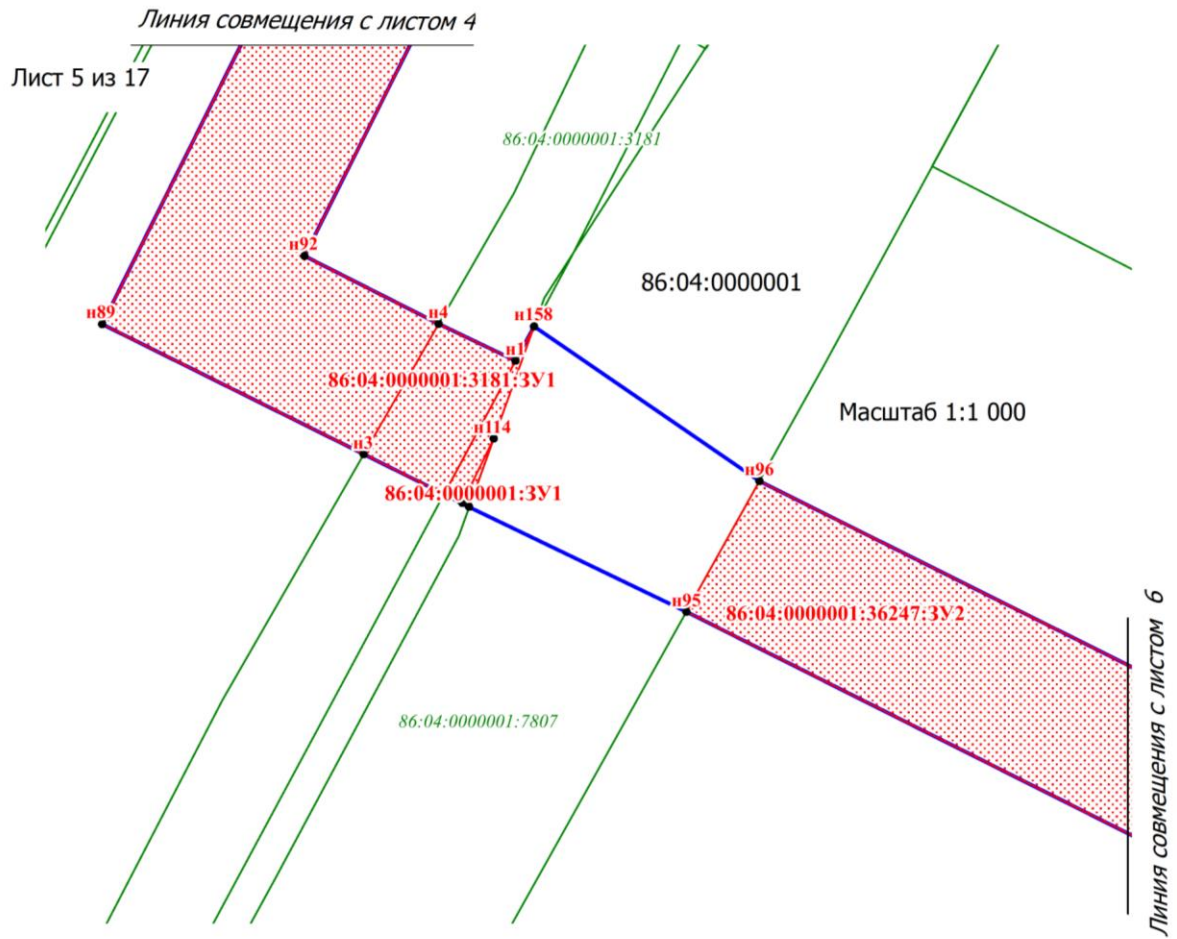 Линия совмещения с листом 4
Лист 5 из 17
86:04:0000001:3181
н92
86:04:0000001
н89
н4
н158
н1
86:04:0000001:3181:ЗУ1
Масштаб 1:1 000
н114
н3
н96
86:04:0000001:ЗУ1
н95
86:04:0000001:36247:ЗУ2
86:04:0000001:7807
Линия совмещения с листом 6